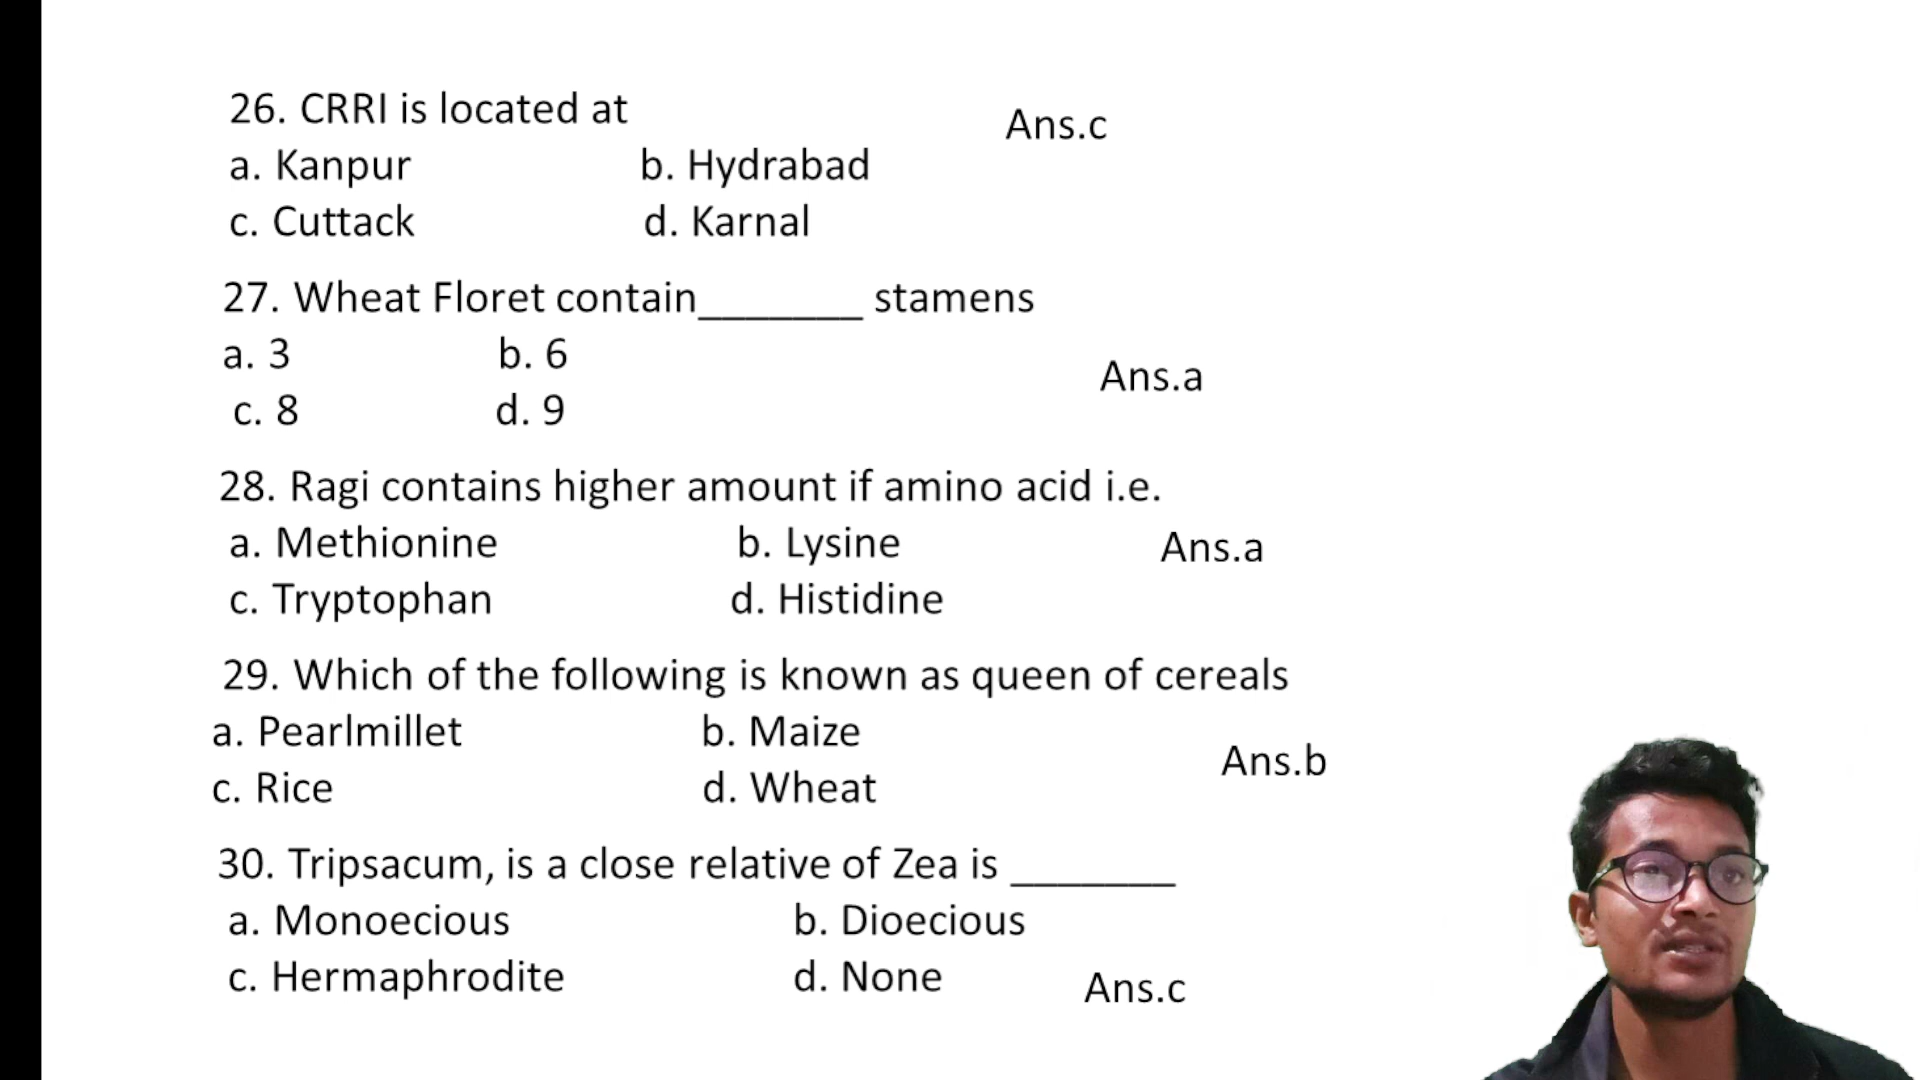 26. CRRI is located at
Ans.c
a. Kanpur b. Hydrabad
c. Cuttack d. Karnal
27. Wheat Floret contain_______ stamens
a. 3 b. 6
Ans.a
c. 8 d. 9
28. Ragi contains higher amount if amino acid i.e.
a. Methionine b. Lysine Ans.a
c. Tryptophan d. Histidine
29. Which of the following is known as queen of cereals
a. Pearlmillet b. Maize
Ans.b
c. Rice d. Wheat
30. Tripsacum, is a close relative of Zea is _______
a. Monoecious b. Dioecious
c. Hermaphrodite d. None Ans.c